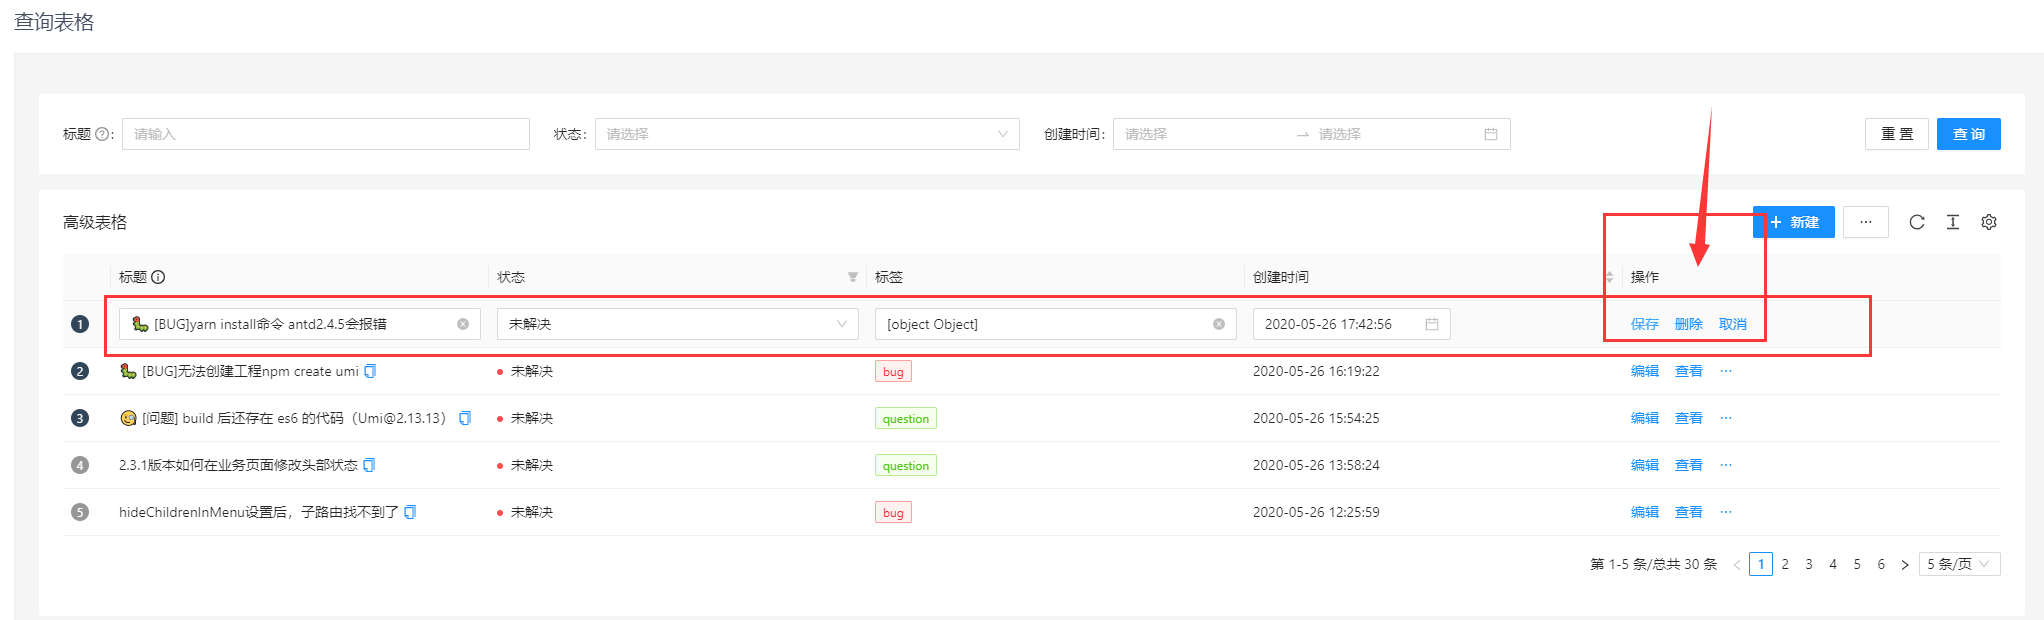 查询表格
标题 : 请输入 状态: 请选择 创建时间: 请选择 → 请选择 重 置 查 询
高级表格 + 新建 ···
标题 状态 标签 创建时间 操作
1 [BUG]yarn install命令 antd2.4.5会报错 未解决 [object Object] 2020-05-26 17:42:56 保存 删除 取消
2 [BUG]无法创建工程npm create umi 未解决 bug 2020-05-26 16:19:22 编辑 查看 ···
3 [问题] build 后还存在 es6 的代码（Umi@2.13.13） 未解决 question 2020-05-26 15:54:25 编辑 查看 ···
4 2.3.1版本如何在业务页面修改头部状态 未解决 question 2020-05-26 13:58:24 编辑 查看 ···
5 hideChildrenInMenu设置后，子路由找不到了 未解决 bug 2020-05-26 12:25:59 编辑 查看 ···
第 1-5 条/总共 30 条 < 1 2 3 4 5 6 > 5 条/页